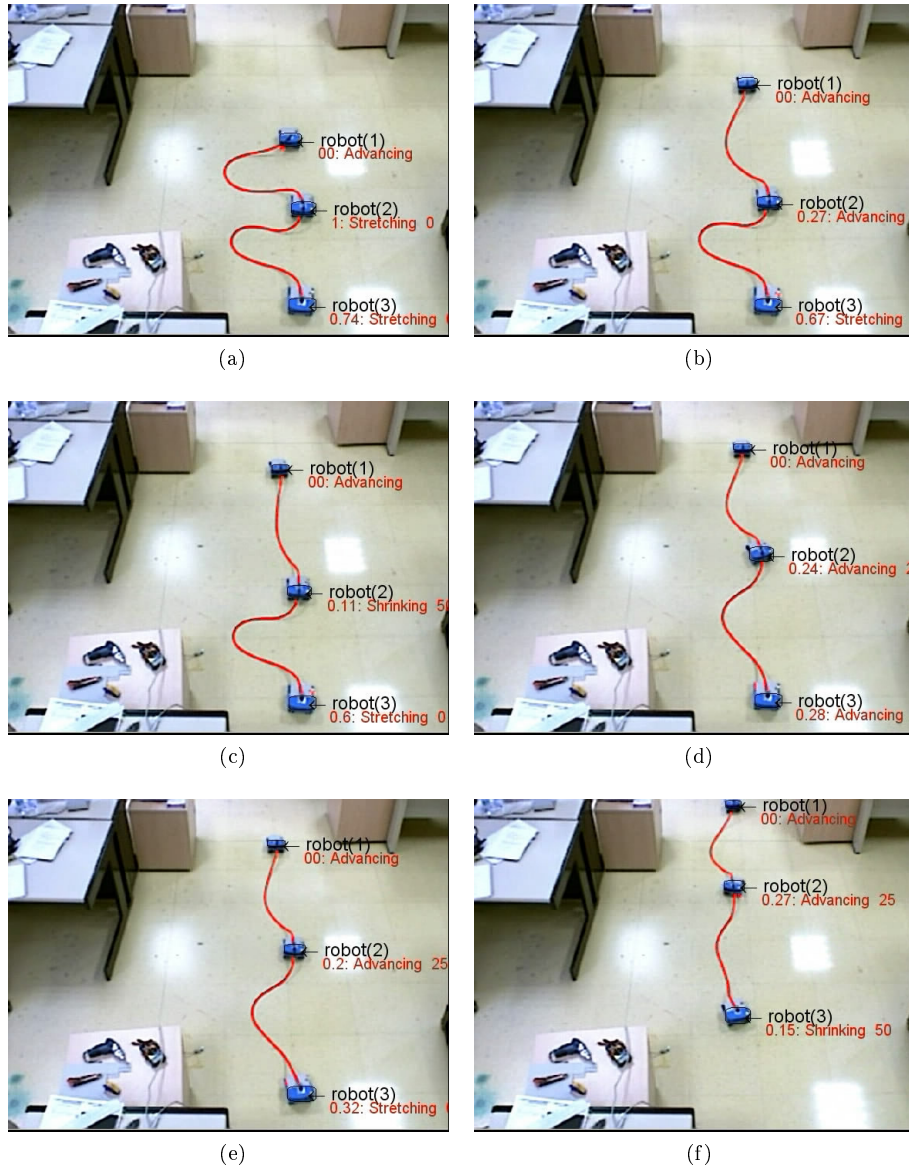 robot(1)
00: Advancing
robot(2)
1: Stretching 0
robot(3)
0.74: Stretching
(a)
robot(1)
00: Advancing
robot(2)
0.27: Advancing
robot(3)
0.67: Stretching
(b)
robot(1)
00: Advancing
robot(2)
0.11: Shrinking 50
robot(3)
0.6: Stretching 0
(c)
robot(1)
00: Advancing
robot(2)
0.24: Advancing 2
robot(3)
0.28: Advancing
(d)
robot(1)
00: Advancing
robot(2)
0.2: Advancing 25
robot(3)
0.32: Stretching
(e)
robot(1)
00: Advancing
robot(2)
0.27: Advancing 25
robot(3)
0.15: Shrinking 50
(f)